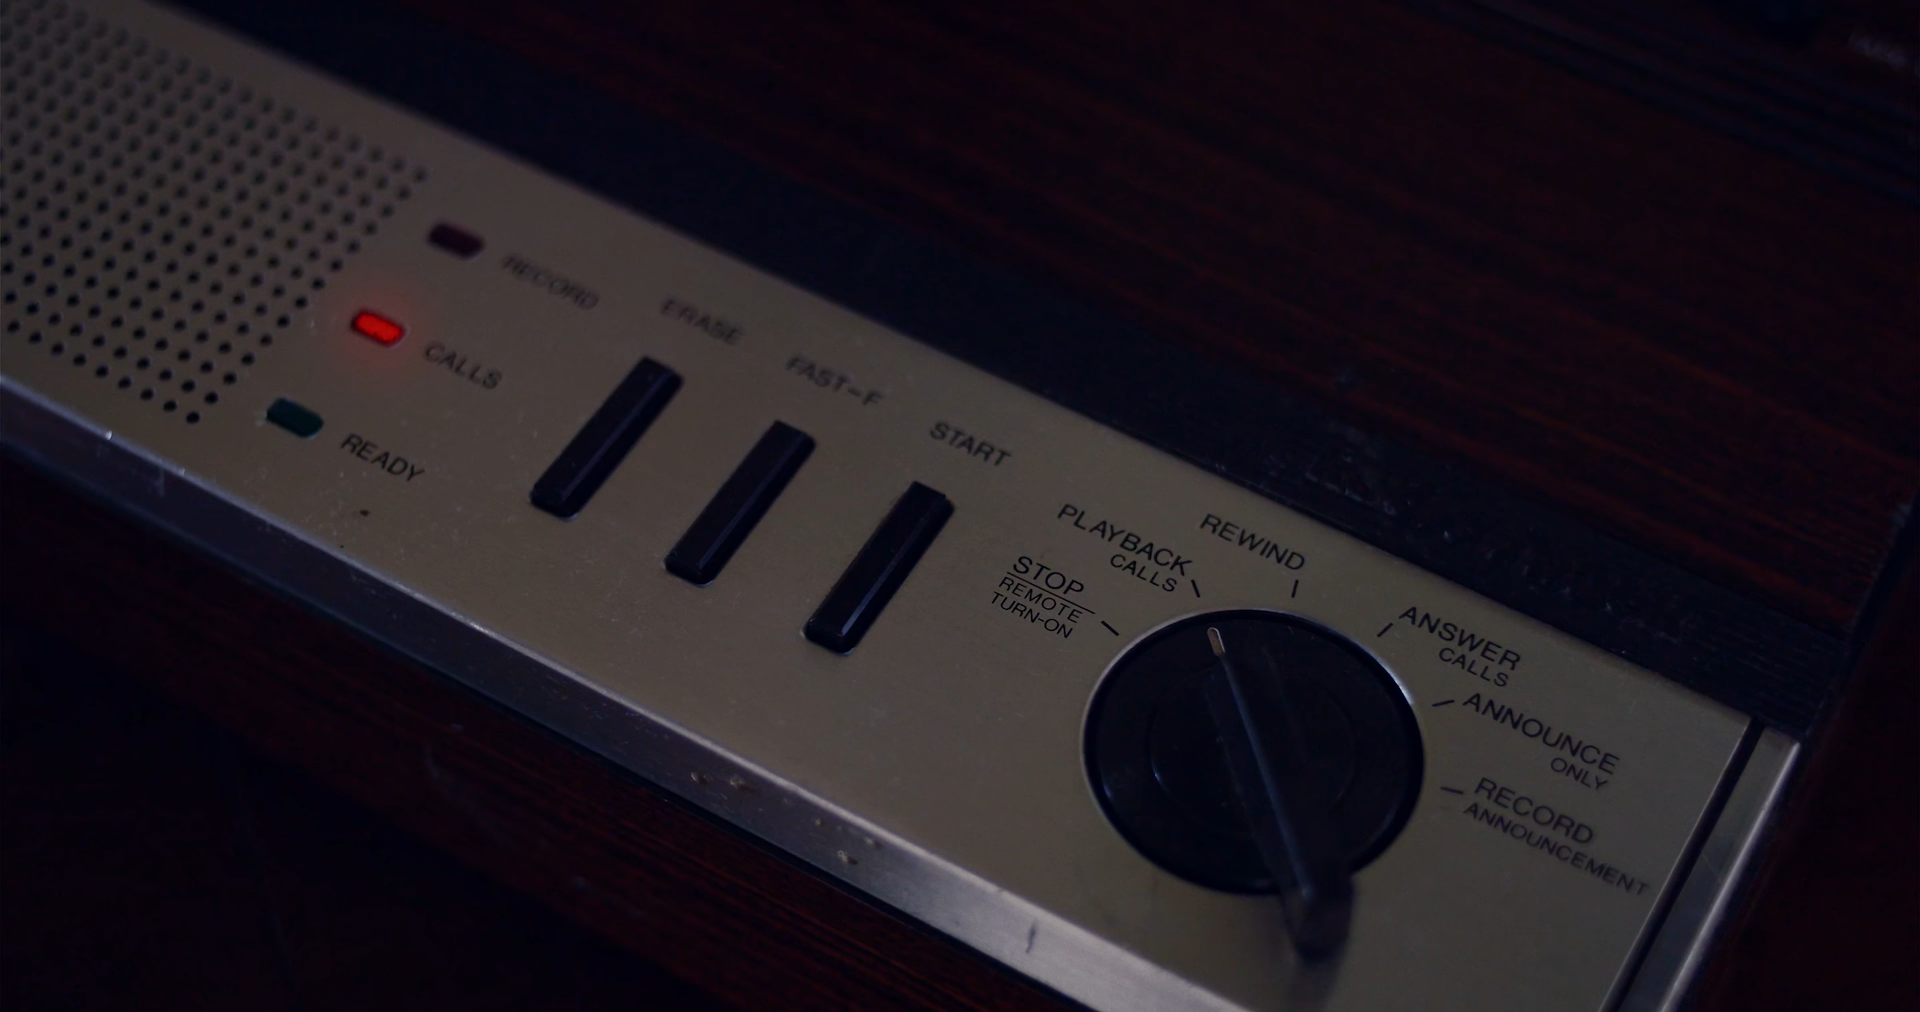 RECORD
CALLS
READY
ERASE
FAST-F
START
STOP
REMOTE
TURN-ON
PLAYBACK
CALLS
REWIND
ANSWER
CALLS
ANNOUNCE
ONLY
RECORD
ANNOUNCEMENT